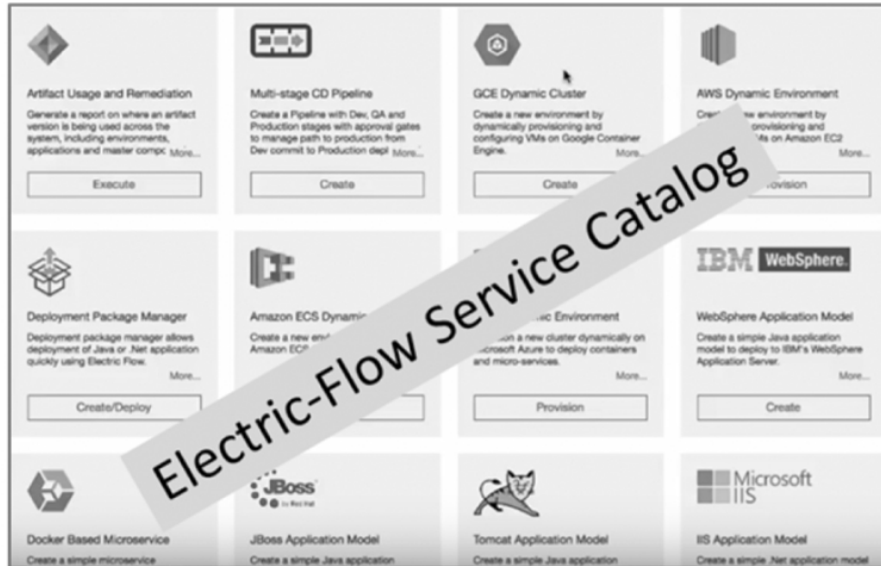 Artifact Usage and Remediation
Generate a report on where an artifact
version is being used across the
system, including environments,
applications and master compc More...
Execute
Multi-stage CD Pipeline
Create a Pipeline with Dev, QA and
Production stages with approval gates
to manage path to production from
Dev commit to Production depl More...
Create
GCE Dynamic Cluster
Create a new environment by
dynamically provisioning and
configuring VMs on Google Container
Engine. More...
Create
AWS Dynamic Environment
new environment by
provisioning and
on Amazon EC2
More...
Deployment Package Manager
Deployment package manager allows
deployment of Java or .Net application
quickly using Electric Flow.
More...
Create/Deploy
Amazon ECS
Create a new
Amazon
Environment
a new cluster dynamically on
Azure to deploy containers
and micro-services.
More...
Provision
IBM WebSphere.
WebSphere Application Model
Create a simple Java application
model to deploy to IBM's WebSphere
Application Server.
More...
Create
Electric-Flow Service Catalog
Docker Based Microservice
Create a simple microservice
JBoss
by Red Hat
JBoss Application Model
Create a simple Java application
Tomcat Application Model
Create a simple Java application
Microsoft
IIS
IIS Application Model
Create a simple .Net application model